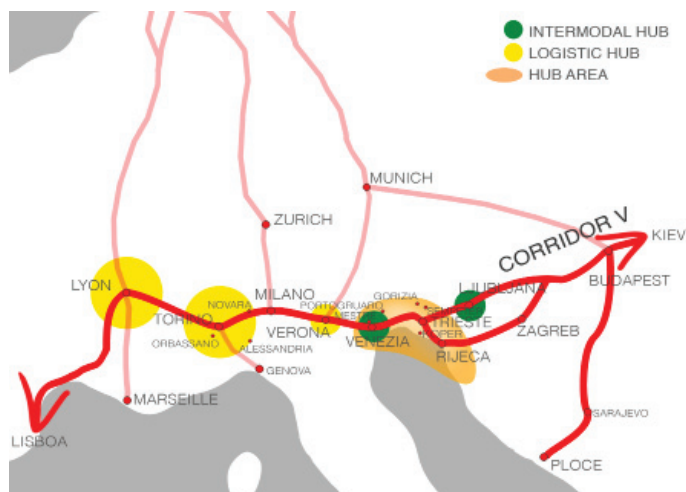 INTERMODAL HUB
LOGISTIC HUB
HUB AREA
MUNICH
ZURICH
CORRIDOR V
KIEV
LYON
MILANO
NOVARA
TORINO
ORBASSANO
ALESSANDRIA
GENOVA
VERONA
PORTOGRUARO
VENEZIA
GORIZIA
LJUBLJANA
TRIESTE
KOPER
RIJECA
ZAGREB
BUDAPEST
MARSEILLE
LISBOA
SARAJEVO
PLOCE